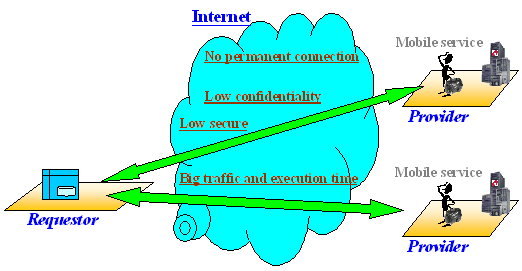 Internet
No permanent connection
Mobile service
Low confidentiality
Provider
Low secure
Big traffic and execution time
Mobile service
Requestor
Provider